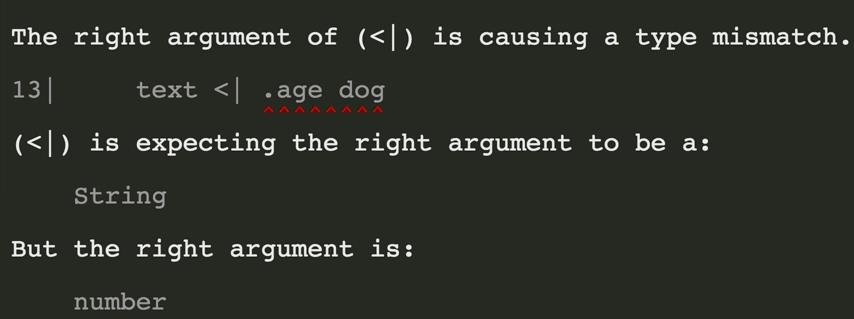 The right argument of (<|) is causing a type mismatch.
13|     text <| .age dog
(<|) is expecting the right argument to be a:
    String
But the right argument is:
    number